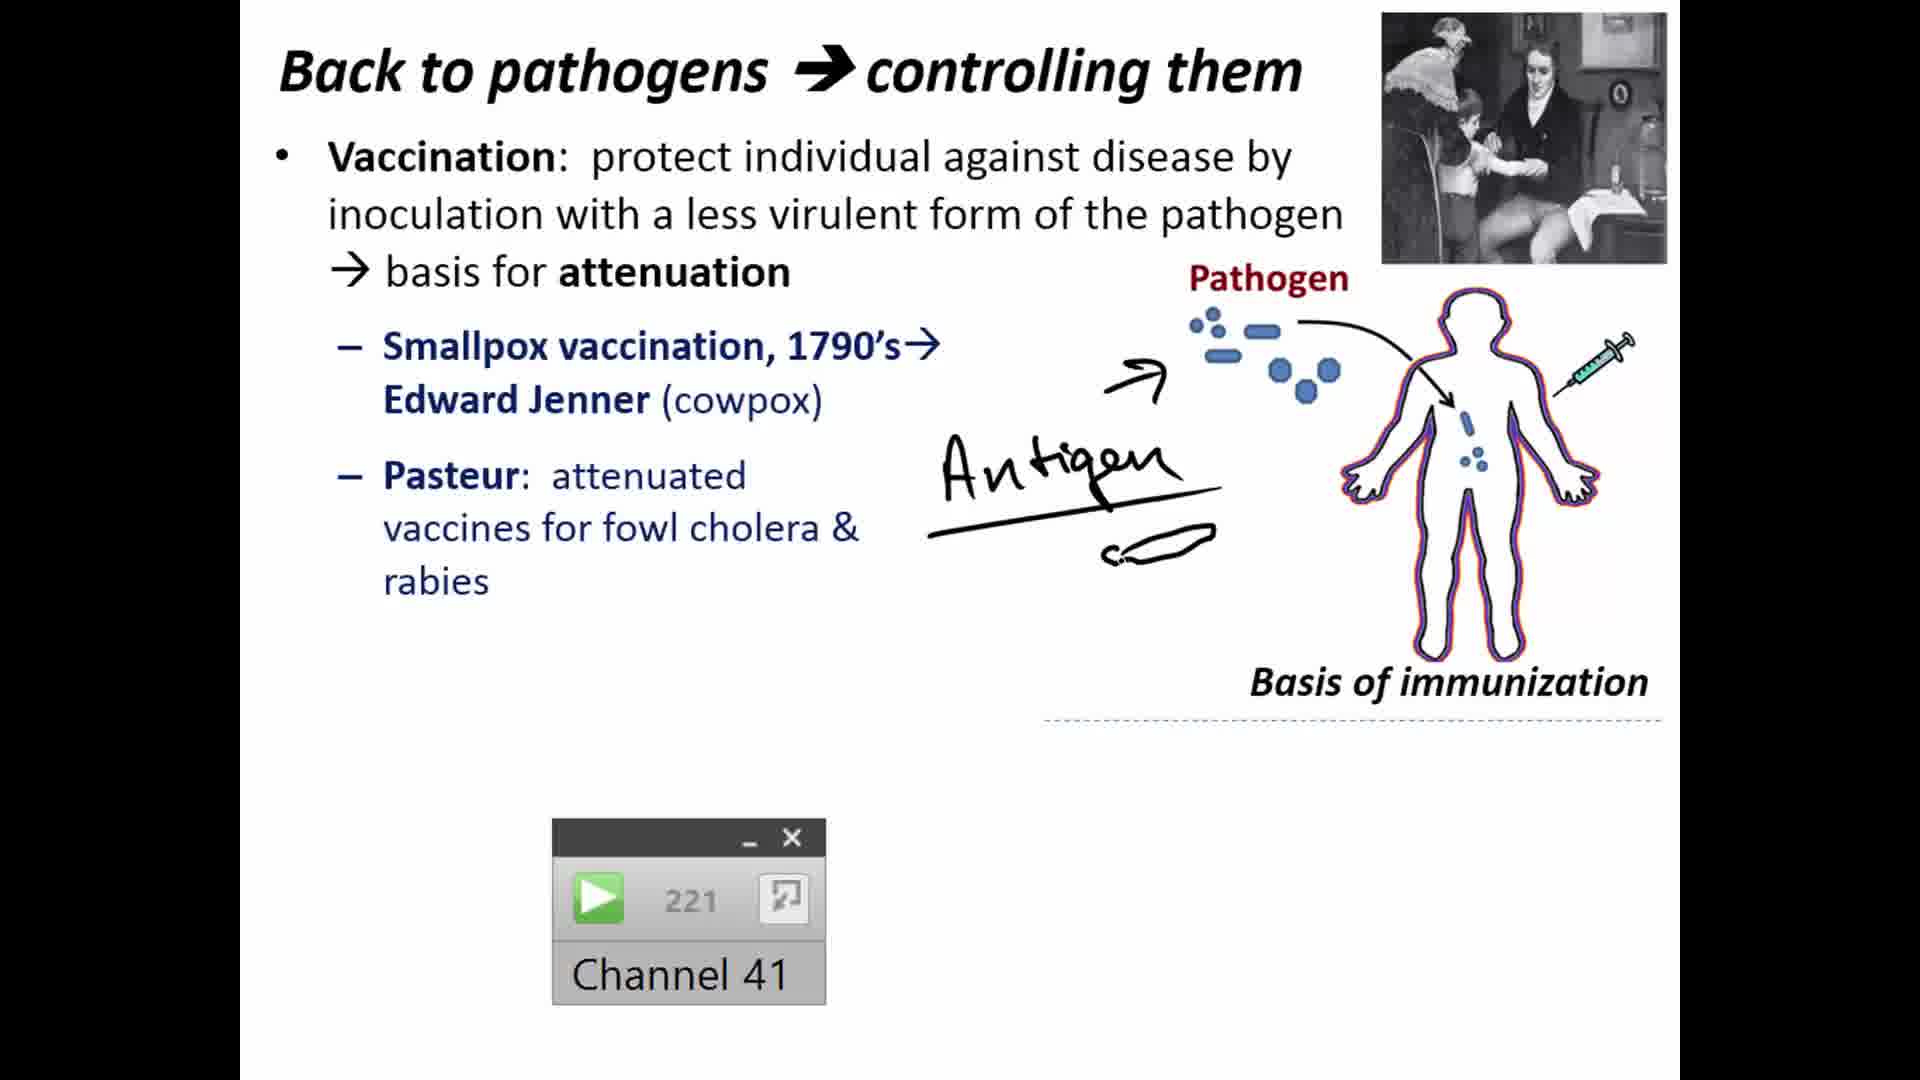 Back to pathogens → controlling them
• Vaccination: protect individual against disease by
inoculation with a less virulent form of the pathogen
→ basis for attenuation
– Smallpox vaccination, 1790's→
Edward Jenner (cowpox)
– Pasteur: attenuated
vaccines for fowl cholera &
rabies
Pathogen
Antigen
Basis of immunization
221
Channel 41